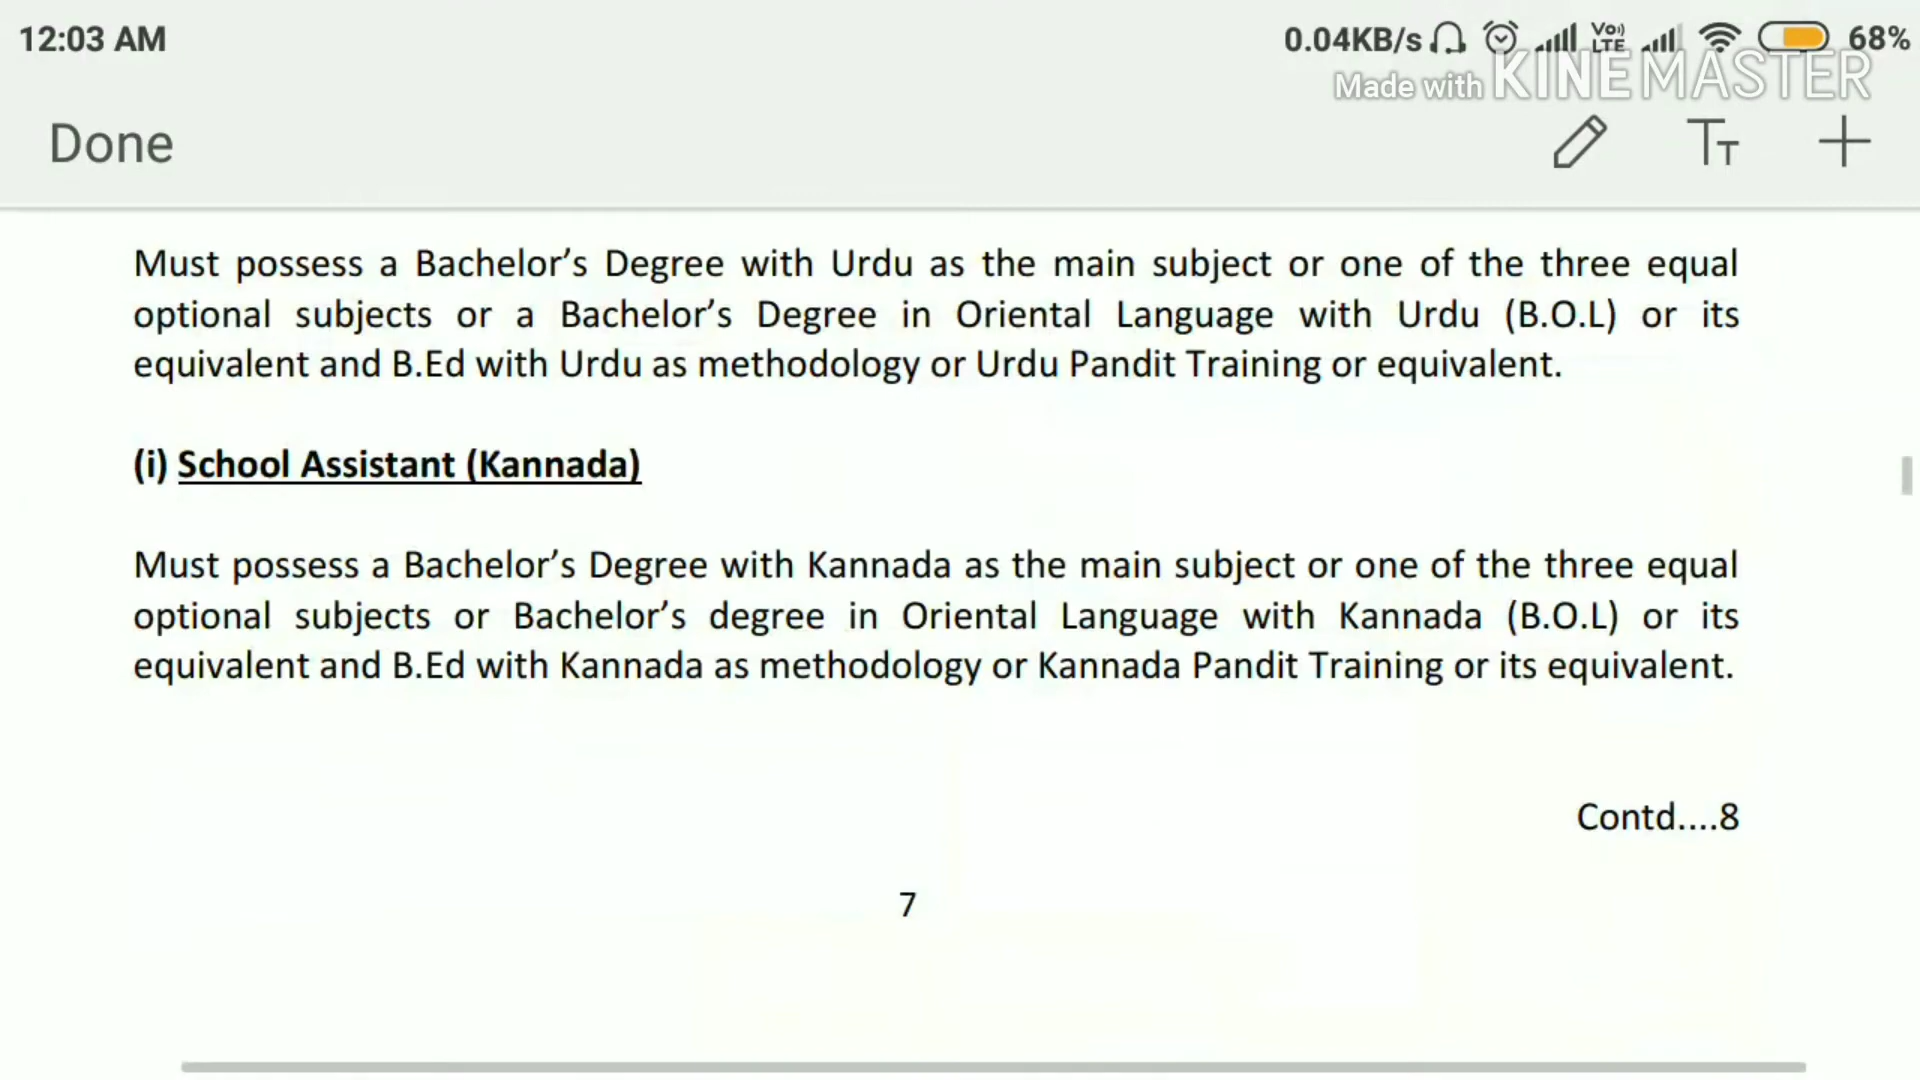 12:03 AM 0.04KB/s Vo) LTE 68%
Made with KINEMASTER
Done TT
Must possess a Bachelor’s Degree with Urdu as the main subject or one of the three equal
optional subjects or a Bachelor’s Degree in Oriental Language with Urdu (B.O.L) or its
equivalent and B.Ed with Urdu as methodology or Urdu Pandit Training or equivalent.
(i) School Assistant (Kannada)
Must possess a Bachelor’s Degree with Kannada as the main subject or one of the three equal
optional subjects or Bachelor’s degree in Oriental Language with Kannada (B.O.L) or its
equivalent and B.Ed with Kannada as methodology or Kannada Pandit Training or its equivalent.
Contd....8
7